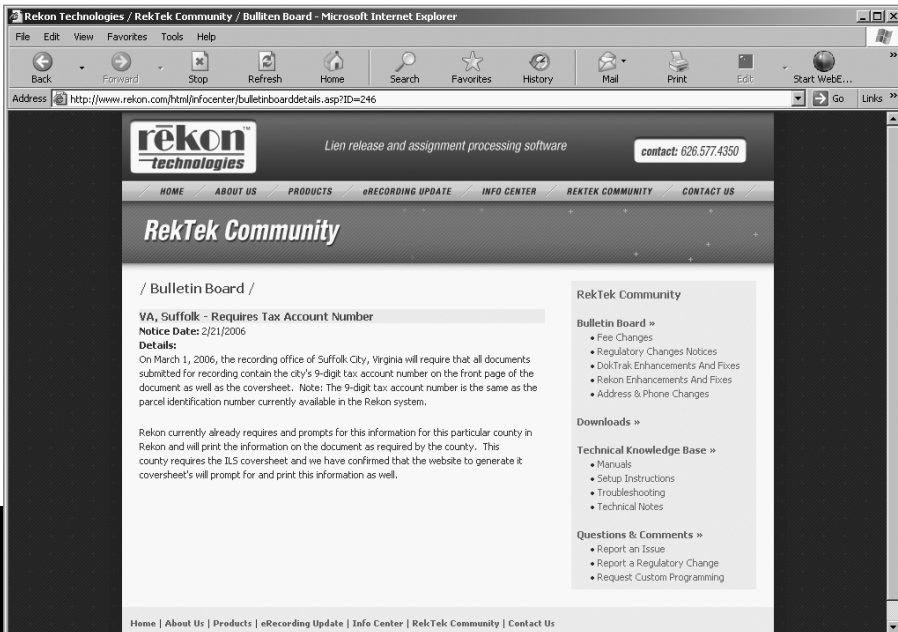 Rekon Technologies / RekTek Community / Bulliten Board - Microsoft Internet Explorer
File Edit View Favorites Tools Help
Back Forward Stop Refresh Home Search Favorites History Mail Print Edit Start WebE... »
Address http://www.rekon.com/html/infocenter/bulletinboarddetails.asp?ID=246 Go Links »
rēkon™
technologies
Lien release and assignment processing software
contact: 626.577.4350
HOME / ABOUT US / PRODUCTS / eRECORDING UPDATE / INFO CENTER / REKTEK COMMUNITY / CONTACT US
RekTek Community
/ Bulletin Board /
VA, Suffolk - Requires Tax Account Number
Notice Date: 2/21/2006
Details:
On March 1, 2006, the recording office of Suffolk City, Virginia will require that all documents
submitted for recording contain the city's 9-digit tax account number on the front page of the
document as well as the coversheet. Note: The 9-digit tax account number is the same as the
parcel identification number currently available in the Rekon system.
Rekon currently already requires and prompts for this information for this particular county in
Rekon and will print the information on the document as required by the county. This
county requires the ILS coversheet and we have confirmed that the website to generate it
coversheet's will prompt for and print this information as well.
RekTek Community
Bulletin Board »
• Fee Changes
• Regulatory Changes Notices
• DokTrak Enhancements And Fixes
• Rekon Enhancements And Fixes
• Address & Phone Changes
Downloads »
Technical Knowledge Base »
• Manuals
• Setup Instructions
• Troubleshooting
• Technical Notes
Questions & Comments »
• Report an Issue
• Report a Regulatory Change
• Request Custom Programming
Home | About Us | Products | eRecording Update | Info Center | RekTek Community | Contact Us